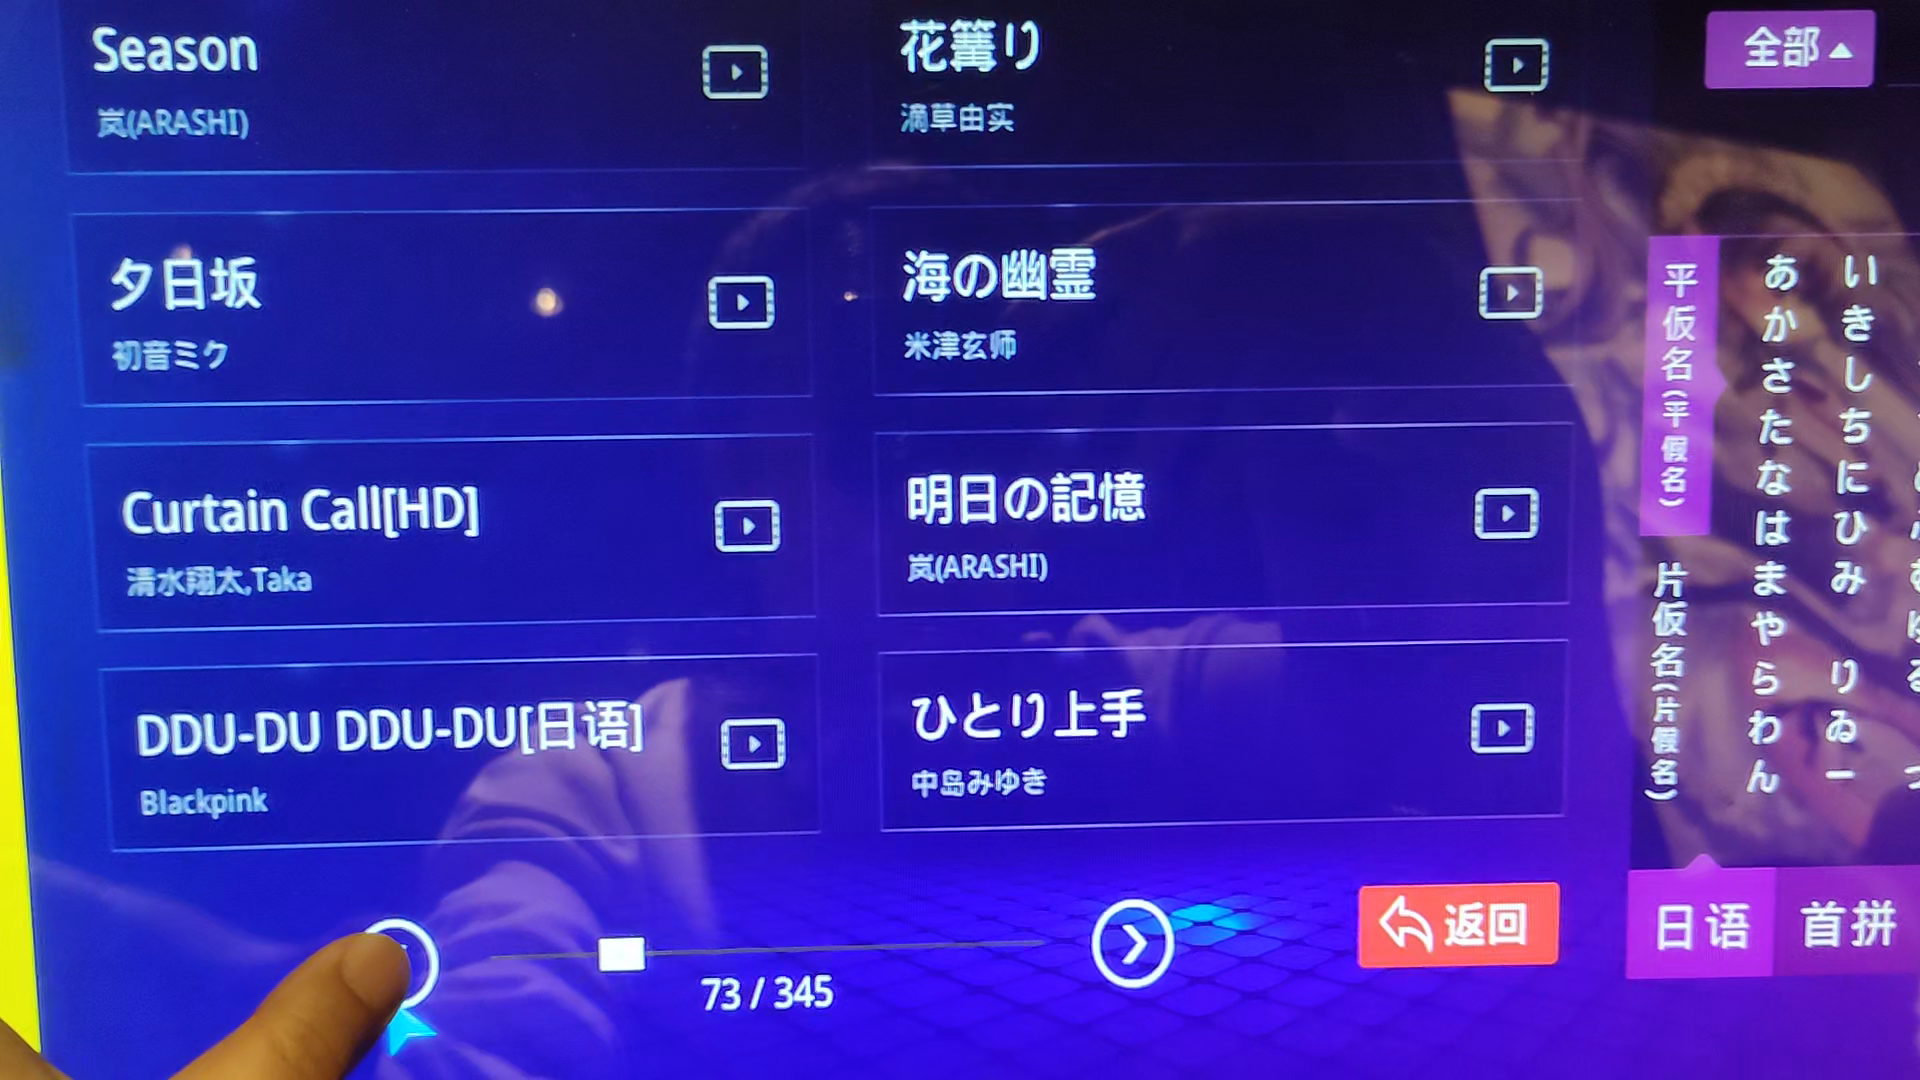 Season
岚(ARASHI)
花篝り
滴草由实
夕日坂
初音ミク
海の幽霊
米津玄师
Curtain Call[HD]
清水翔太,Taka
明日の記憶
岚(ARASHI)
DDU-DU DDU-DU[日语]
Blackpink
ひとり上手
中岛みゆき
73 / 345
返回
全部
平仮名(平假名)
片仮名(片假名)
あかさたなはまやらわん
いきしちにひみ りゐー
日语
首拼